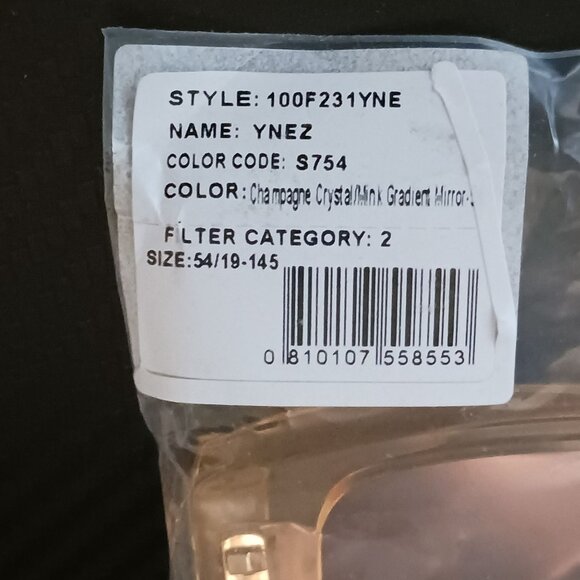 STYLE: 100F231YNE
NAME: YNEZ
COLOR CODE: S754
COLOR: Champagne Crystal/Mink Gradient Mirror-
FILTER CATEGORY: 2
SIZE:54/19-145
0 810107 558553